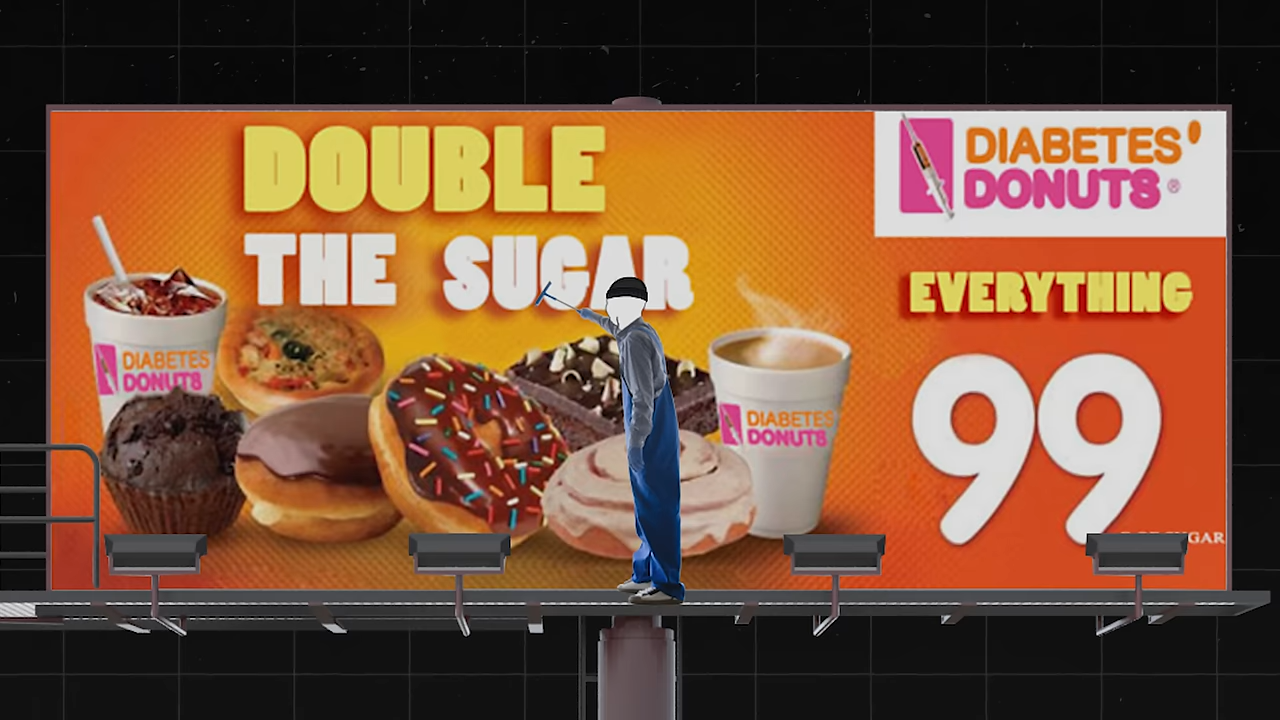 DOUBLE
THE SUGAR
DIABETES'
DONUTS®
EVERYTHING
99
DIABETES
DONUTS
DIABETES
DONUTS